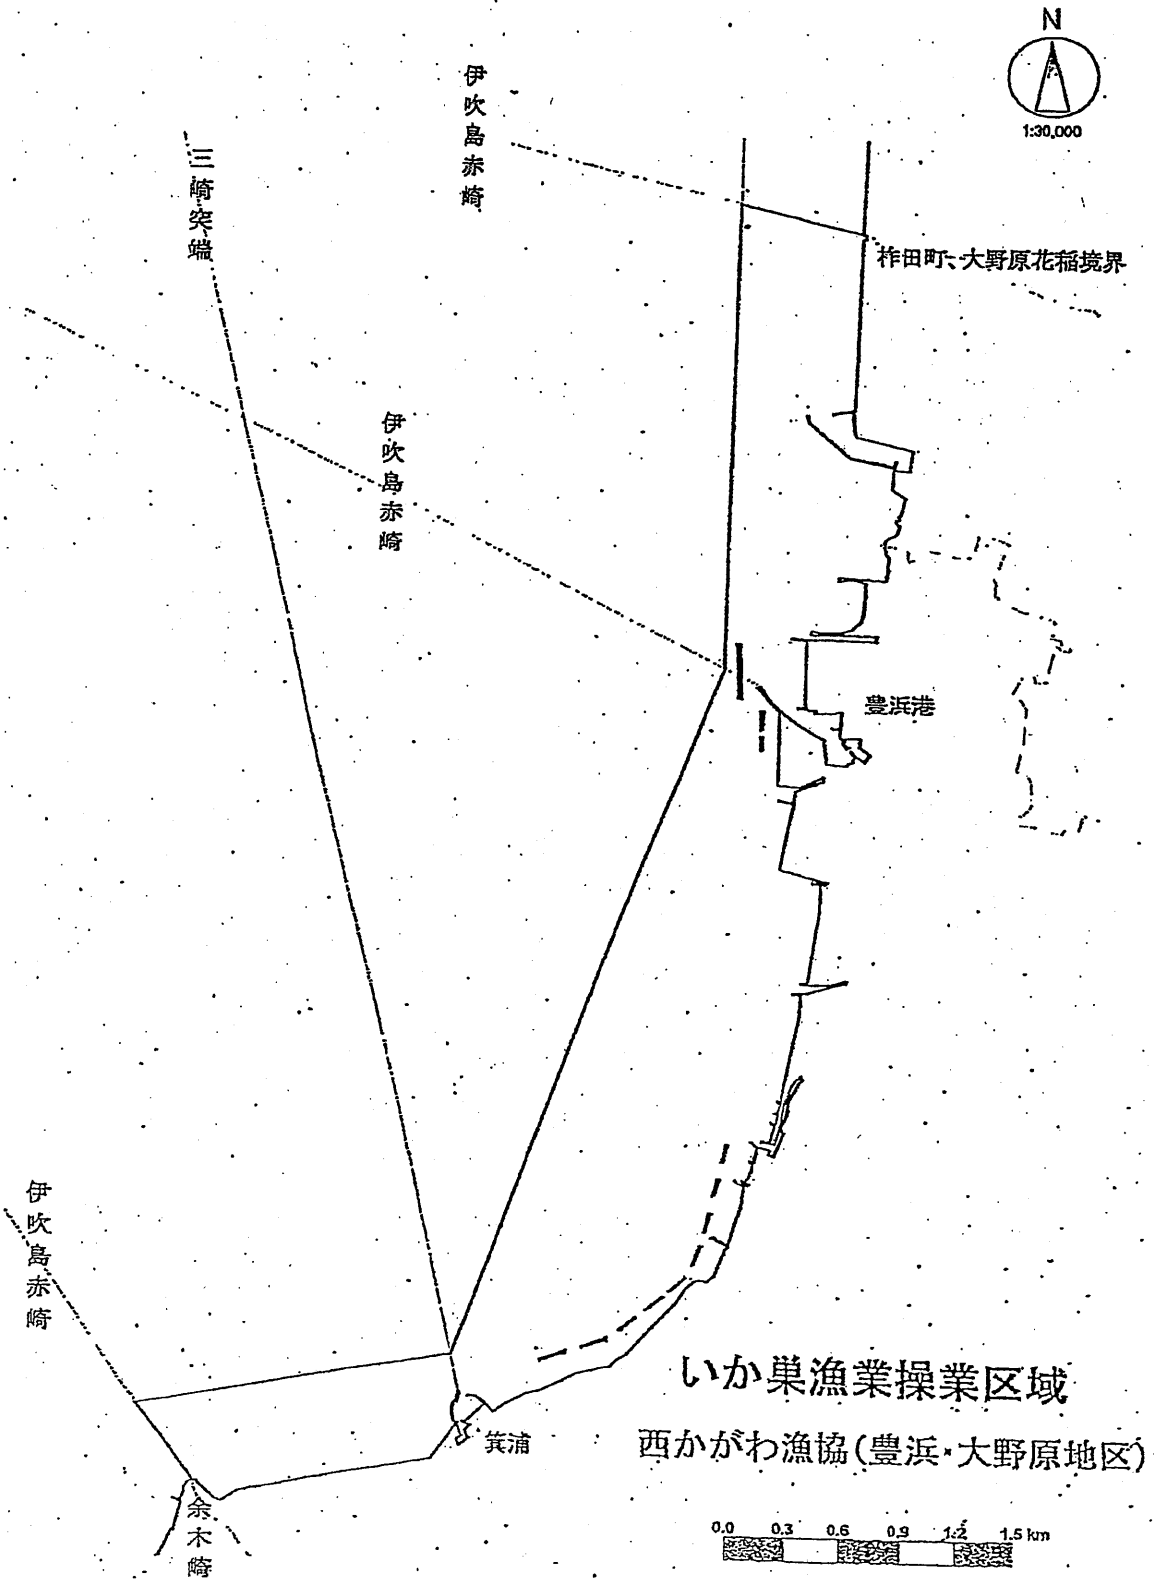 N
1:30,000
伊吹島赤崎
三崎突端
柞田町、大野原花稲境界
伊吹島赤崎
豊浜港
伊吹島赤崎
いか巣漁業操業区域
箕浦
西かがわ漁協(豊浜・大野原地区)
余木崎
0.0 0.3 0.6 0.9 1.2 1.5 km